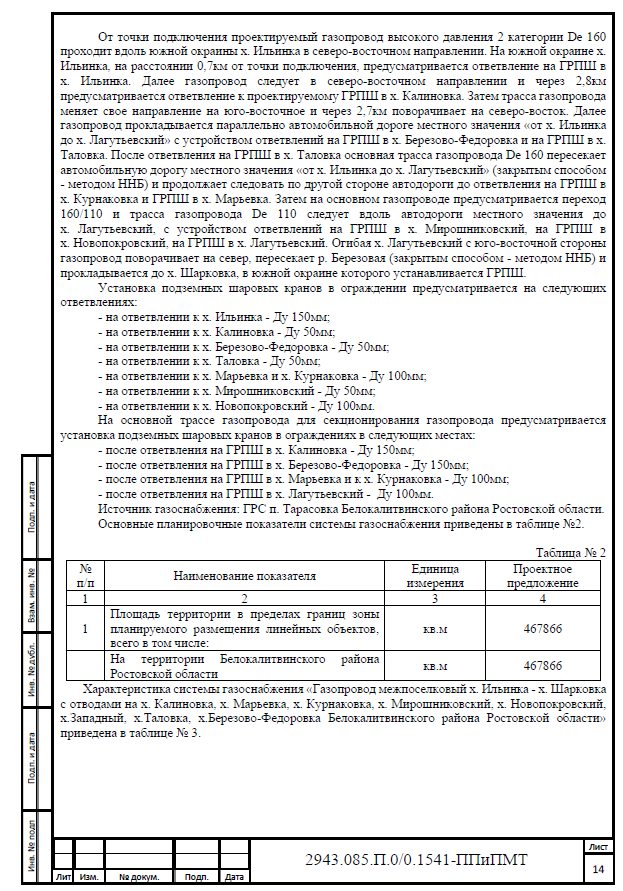 От точки подключения проектируемый газопровод высокого давления 2 категории De 160
проходит вдоль южной окраины х. Ильинка в северо-восточном направлении. На южной окраине х.
Ильинка, на расстоянии 0,7км от точки подключения, предусматривается ответвление на ГРПШ в
х. Ильинка. Далее газопровод следует в северо-восточном направлении и через 2,8км
предусматривается ответвление к проектируемому ГРПШ в х. Калиновка. Затем трасса газопровода
меняет свое направление на юго-восточное и через 2,7км поворачивает на северо-восток. Далее
газопровод прокладывается параллельно автомобильной дороге местного значения «от х. Ильинка
до х. Лагутьевский» с устройством ответвлений на ГРПШ в х. Березово-Федоровка и на ГРПШ в х.
Таловка. После ответвления на ГРПШ в х. Таловка основная трасса газопровода De 160 пересекает
автомобильную дорогу местного значения «от х. Ильинка до х. Лагутьевский» (закрытым способом
- методом ННБ) и продолжает следовать по другой стороне автодороги до ответвления на ГРПШ в
х. Курнаковка и ГРПШ в х. Марьевка. Затем на основном газопроводе предусматривается переход
160/110 и трасса газопровода De 110 следует вдоль автодороги местного значения до
х. Лагутьевский, с устройством ответвлений на ГРПШ в х. Мирошниковский, на ГРПШ в
х. Новопокровский, на ГРПШ в х. Лагутьевский. Огибая х. Лагутьевский с юго-восточной стороны
газопровод поворачивает на север, пересекает р. Березовая (закрытым способом - методом ННБ) и
прокладывается до х. Шарковка, в южной окраине которого устанавливается ГРПШ.
Установка подземных шаровых кранов в ограждении предусматривается на следующих
ответвлениях:
- на ответвлении к х. Ильинка - Ду 150мм;
- на ответвлении к х. Калиновка - Ду 50мм;
- на ответвлении к х. Березово-Федоровка - Ду 50мм;
- на ответвлении к х. Таловка - Ду 50мм;
- на ответвлении к х. Марьевка и х. Курнаковка - Ду 100мм;
- на ответвлении к х. Мирошниковский - Ду 50мм;
- на ответвлении к х. Новопокровский - Ду 100мм.
На основной трассе газопровода для секционирования газопровода предусматривается
установка подземных шаровых кранов в ограждениях в следующих местах:
- после ответвления на ГРПШ в х. Калиновка - Ду 150мм;
- после ответвления на ГРПШ в х. Березово-Федоровка - Ду 150мм;
- после ответвления на ГРПШ в х. Марьевка и к х. Курнаковка - Ду 100мм;
- после ответвления на ГРПШ в х. Лагутьевский - Ду 100мм.
Источник газоснабжения: ГРС п. Тарасовка Белокалитвинского района Ростовской области.
Основные планировочные показатели системы газоснабжения приведены в таблице №2.
Таблица № 2
№ п/п Наименование показателя Единица измерения Проектное предложение
1 2 3 4
1 Площадь территории в пределах границ зоны
планируемого размещения линейных объектов, кв.м 467866
всего в том числе:
На территории Белокалитвинского района
Ростовской области кв.м 467866
Характеристика системы газоснабжения «Газопровод межпоселковый х. Ильинка - х. Шарковка
с отводами на х. Калиновка, х. Марьевка, х. Курнаковка, х. Мирошниковский, х. Новопокровский,
х.Западный, х.Таловка, х.Березово-Федоровка Белокалитвинского района Ростовской области»
приведена в таблице № 3.
Подп. и дата
Взам. инв. №
Инв. № дубл.
Подп. и дата
Инв. № подп
Лит Изм. № докум. Подп. Дата
2943.085.П.0/0.1541-ППиПМТ
Лист
14